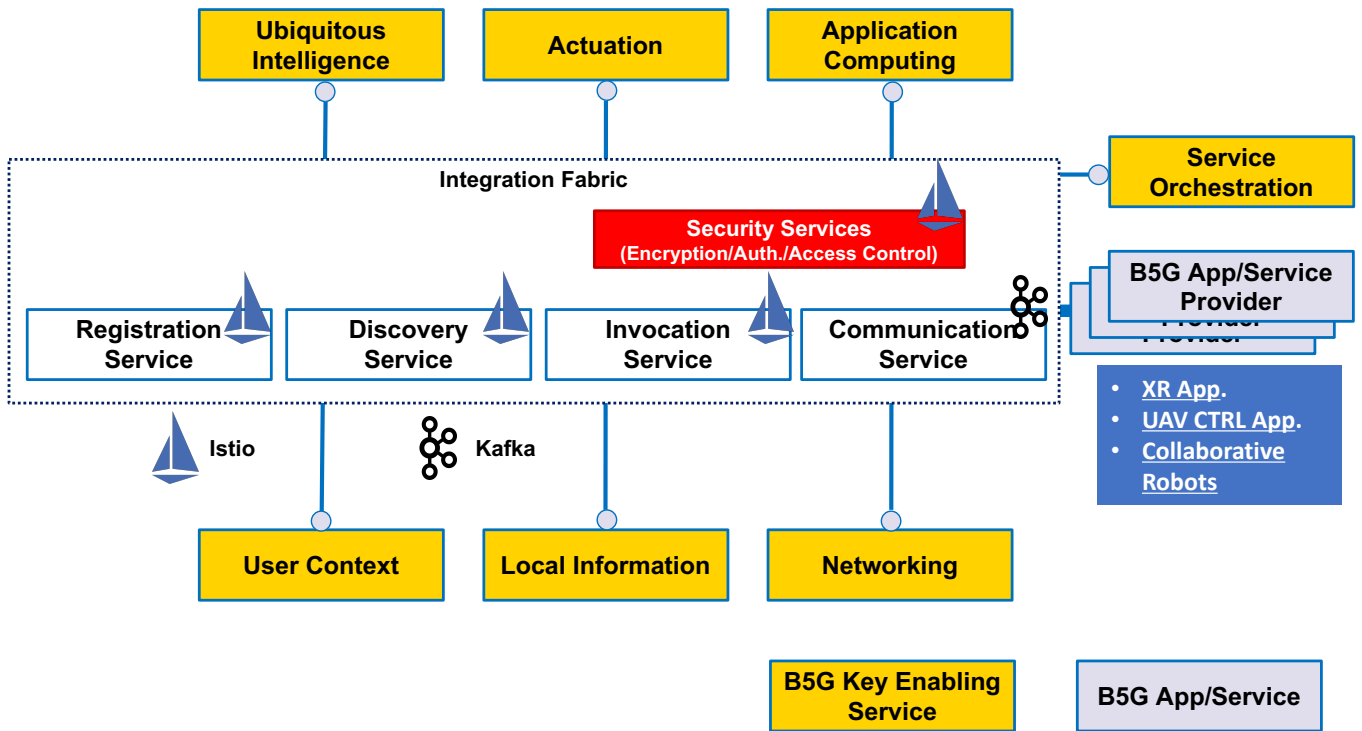 Ubiquitous
Intelligence
Actuation
Application
Computing
Integration Fabric
Service
Orchestration
Security Services
(Encryption/Auth./Access Control)
B5G App/Service
Provider
Provider
Provider
Registration
Service
Discovery
Service
Invocation
Service
Communication
Service
• XR App.
• UAV CTRL App.
• Collaborative
Robots
Istio
Kafka
User Context
Local Information
Networking
B5G Key Enabling
Service
B5G App/Service